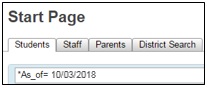 Start Page
Students Staff Parents District Search
*As_of= 10/03/2018